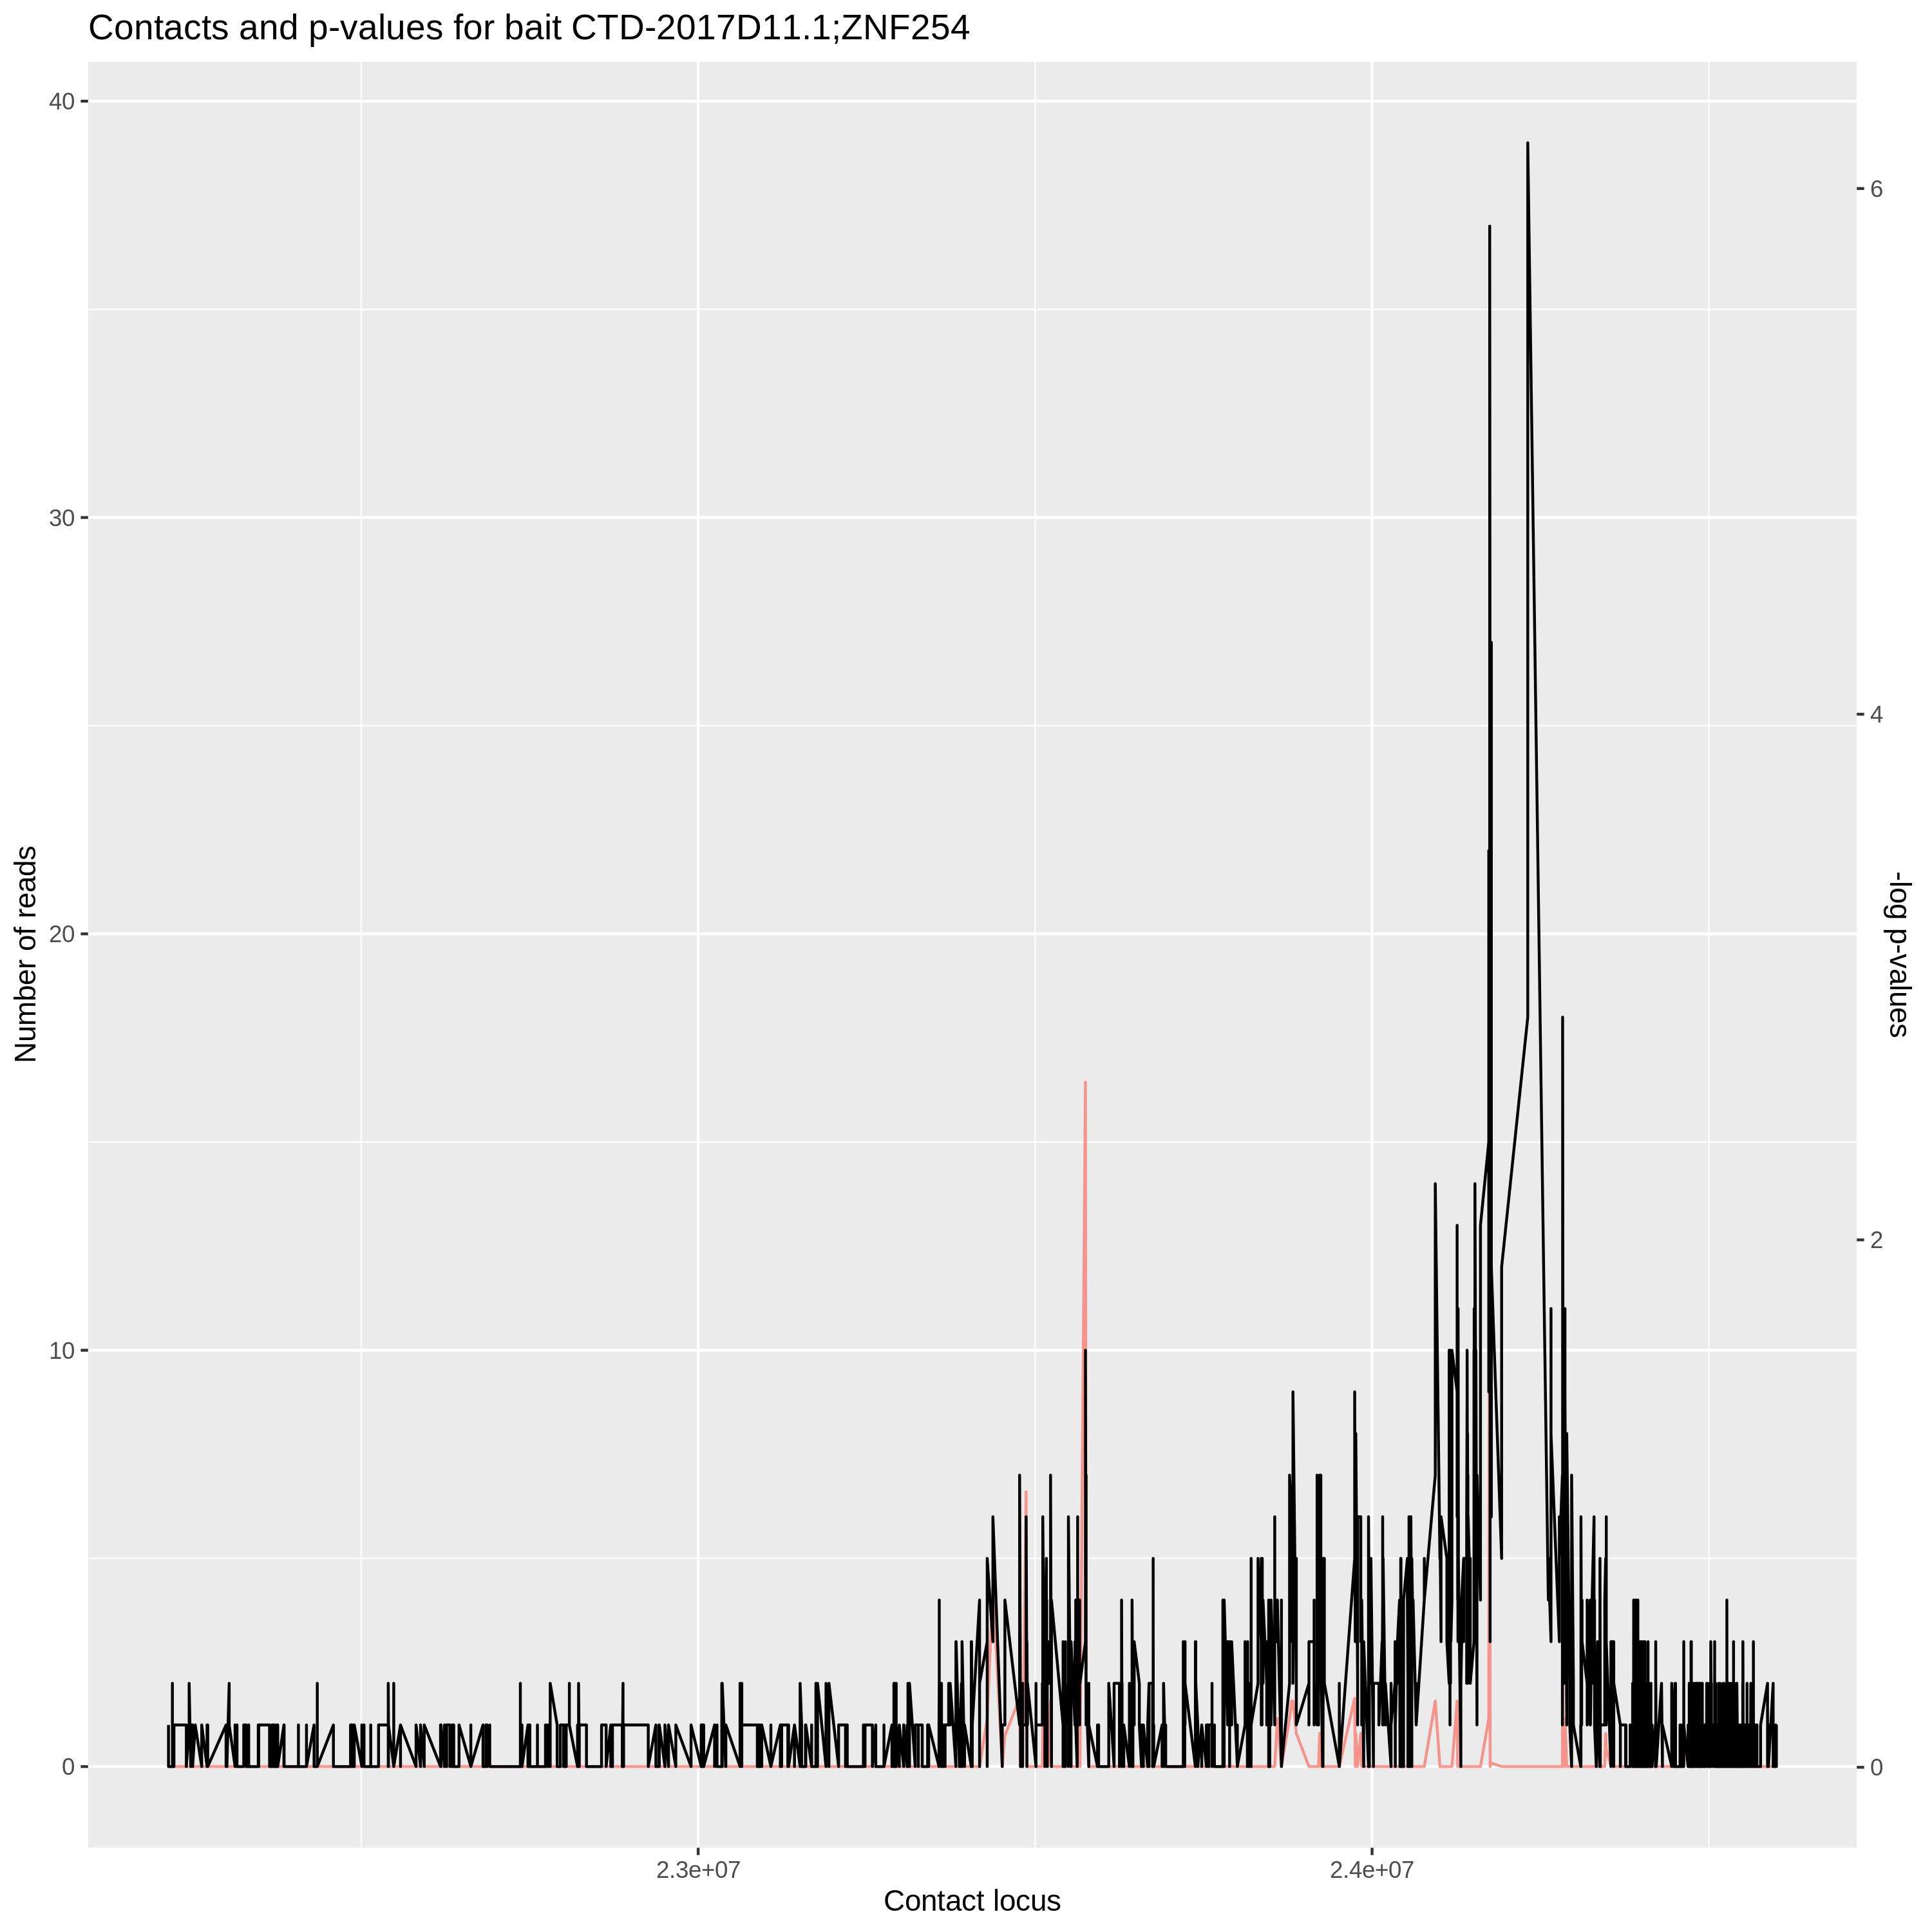 Contacts and p-values for bait CTD-2017D11.1;ZNF254
40
30
20
10
0
Number of reads
6
4
2
0
-log p-values
2.3e+07
2.4e+07
Contact locus